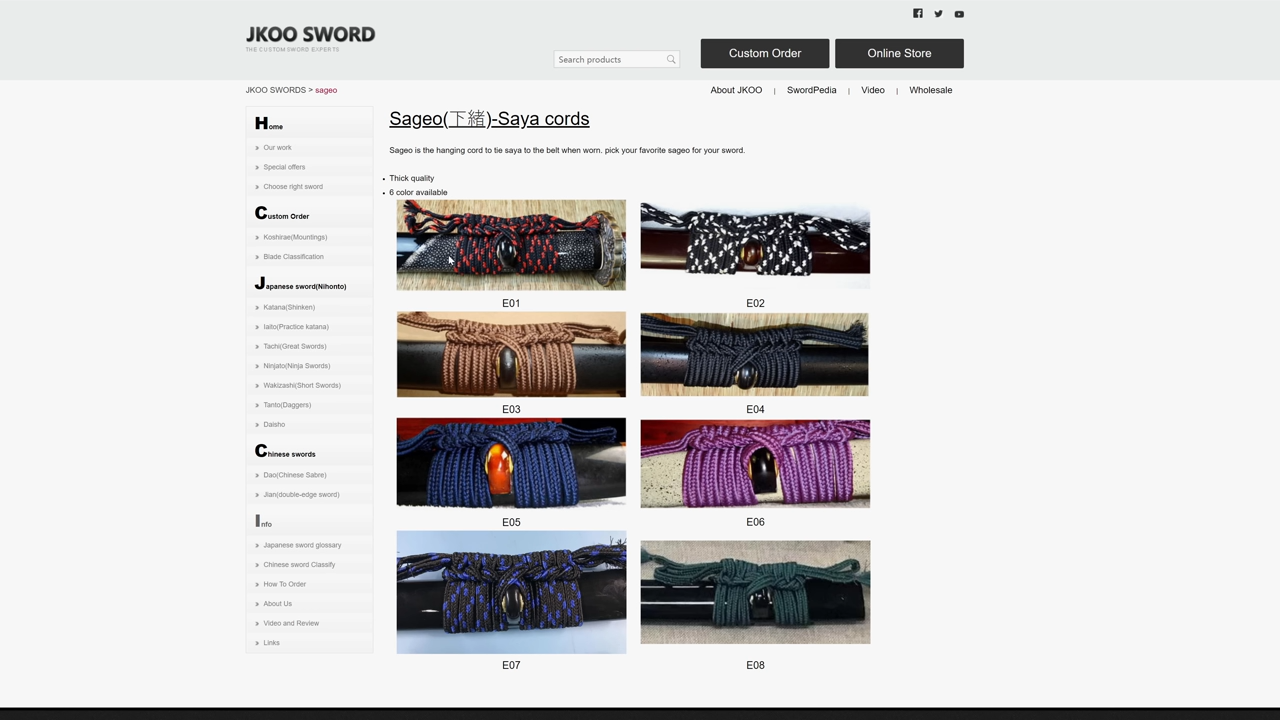 JKOO SWORD
THE CUSTOM SWORD EXPERTS
Search products
Custom Order
Online Store
JKOO SWORDS > sageo
About JKOO | SwordPedia | Video | Wholesale
Home
Our work
Special offers
Choose right sword
Custom Order
Koshirae(Mountings)
Blade Classification
Japanese sword(Nihonto)
Katana(Shinken)
Iaito(Practice katana)
Tachi(Great Swords)
Ninjato(Ninja Swords)
Wakizashi(Short Swords)
Tanto(Daggers)
Daisho
Chinese swords
Dao(Chinese Sabre)
Jian(double-edge sword)
Info
Japanese sword glossary
Chinese sword Classify
How To Order
About Us
Video and Review
Links
Sageo(下緒)-Saya cords
Sageo is the hanging cord to tie saya to the belt when worn. pick your favorite sageo for your sword.
Thick quality
6 color available
E01
E02
E03
E04
E05
E06
E07
E08